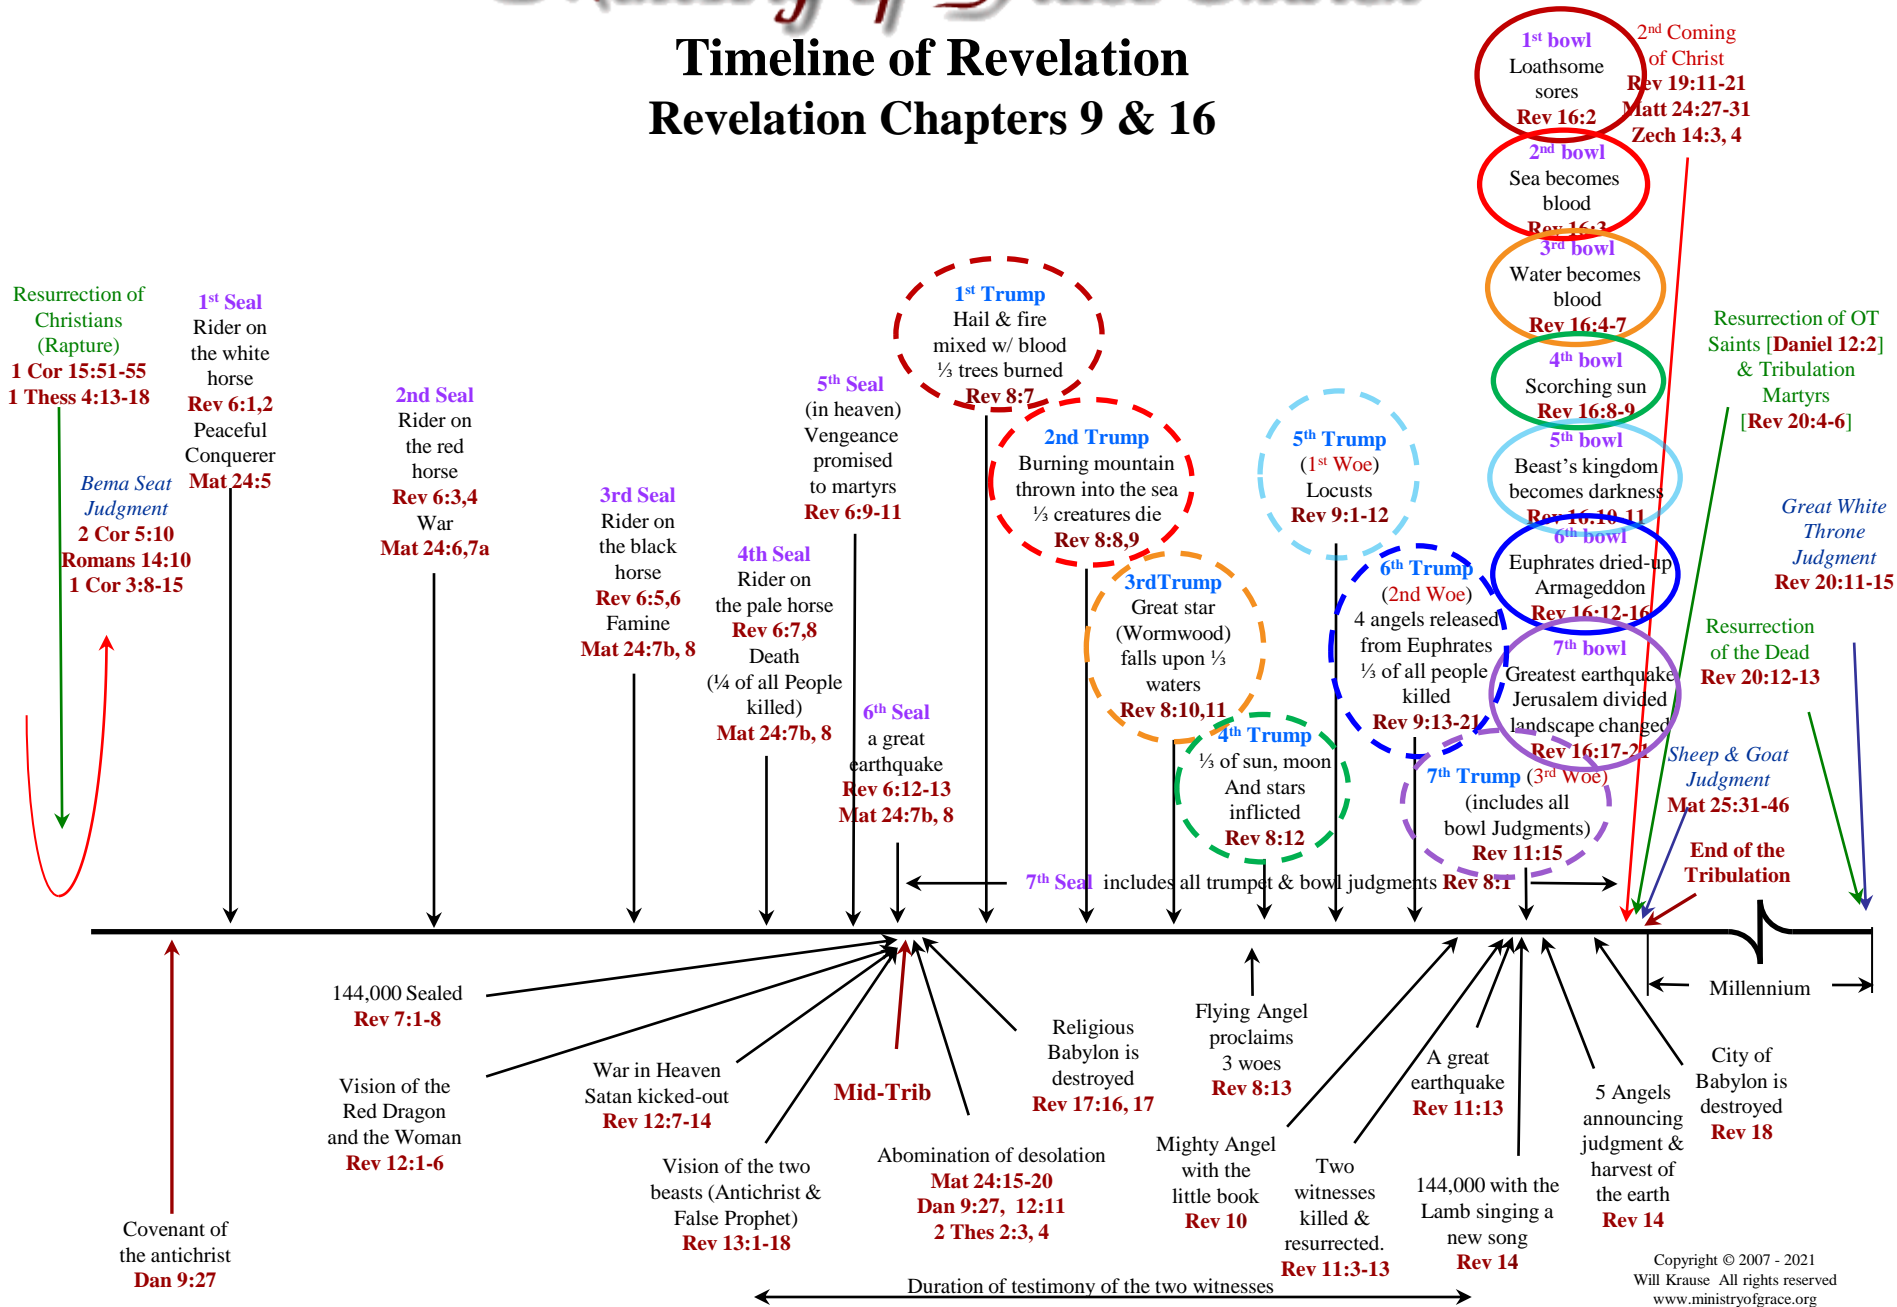 Timeline of Revelation
Revelation Chapters 9 & 16
Resurrection of
Christians
(Rapture)
1 Cor 15:51-55
1 Thess 4:13-18
Bema Seat
Judgment
2 Cor 5:10
Romans 14:10
1 Cor 3:8-15
1st Seal
Rider on
the white
horse
Rev 6:1,2
Peaceful
Conquerer
Mat 24:5
2nd Seal
Rider on
the red
horse
Rev 6:3,4
War
Mat 24:6,7a
3rd Seal
Rider on
the black
horse
Rev 6:5,6
Famine
Mat 24:7b, 8
4th Seal
Rider on
the pale horse
Rev 6:7,8
Death
(¼ of all People
killed)
Mat 24:7b, 8
5th Seal
(in heaven)
Vengeance
promised
to martyrs
Rev 6:9-11
6th Seal
a great
earthquake
Rev 6:12-13
Mat 24:7b, 8
1st Trump
Hail & fire
mixed w/ blood
⅓ trees burned
Rev 8:7
2nd Trump
Burning mountain
thrown into the sea
⅓ creatures die
Rev 8:8,9
3rdTrump
Great star
(Wormwood)
falls upon ⅓
waters
Rev 8:10,11
4th Trump
⅓ of sun, moon
And stars
inflicted
Rev 8:12
5th Trump
(1st Woe)
Locusts
Rev 9:1-12
6th Trump
(2nd Woe)
4 angels released
from Euphrates
⅓ of all people
killed
Rev 9:13-21
7th Trump (3rd Woe)
(includes all
bowl Judgments)
Rev 11:15
7th Seal includes all trumpet & bowl judgments Rev 8:1
1st bowl
Loathsome
sores
Rev 16:2
2nd bowl
Sea becomes
blood
Rev 16:3
3rd bowl
Water becomes
blood
Rev 16:4-7
4th bowl
Scorching sun
Rev 16:8-9
5th bowl
Beast's kingdom
becomes darkness
Rev 16:10-11
6th bowl
Euphrates dried-up
Armageddon
Rev 16:12-16
7th bowl
Greatest earthquake
Jerusalem divided
landscape changed
Rev 16:17-21
2nd Coming
of Christ
Rev 19:11-21
Matt 24:27-31
Zech 14:3, 4
Resurrection of OT
Saints [Daniel 12:2]
& Tribulation
Martyrs
[Rev 20:4-6]
Great White
Throne
Judgment
Rev 20:11-15
Resurrection
of the Dead
Rev 20:12-13
Sheep & Goat
Judgment
Mat 25:31-46
End of the
Tribulation
Millennium
Covenant of
the antichrist
Dan 9:27
144,000 Sealed
Rev 7:1-8
Vision of the
Red Dragon
and the Woman
Rev 12:1-6
War in Heaven
Satan kicked-out
Rev 12:7-14
Vision of the two
beasts (Antichrist &
False Prophet)
Rev 13:1-18
Mid-Trib
Abomination of desolation
Mat 24:15-20
Dan 9:27, 12:11
2 Thes 2:3, 4
Religious
Babylon is
destroyed
Rev 17:16, 17
Flying Angel
proclaims
3 woes
Rev 8:13
Mighty Angel
with the
little book
Rev 10
Two
witnesses
killed &
resurrected.
Rev 11:3-13
A great
earthquake
Rev 11:13
144,000 with the
Lamb singing a
new song
Rev 14
5 Angels
announcing
judgment &
harvest of
the earth
Rev 14
City of
Babylon is
destroyed
Rev 18
Duration of testimony of the two witnesses
Copyright © 2007 - 2021
Will Krause All rights reserved
www.ministryofgrace.org